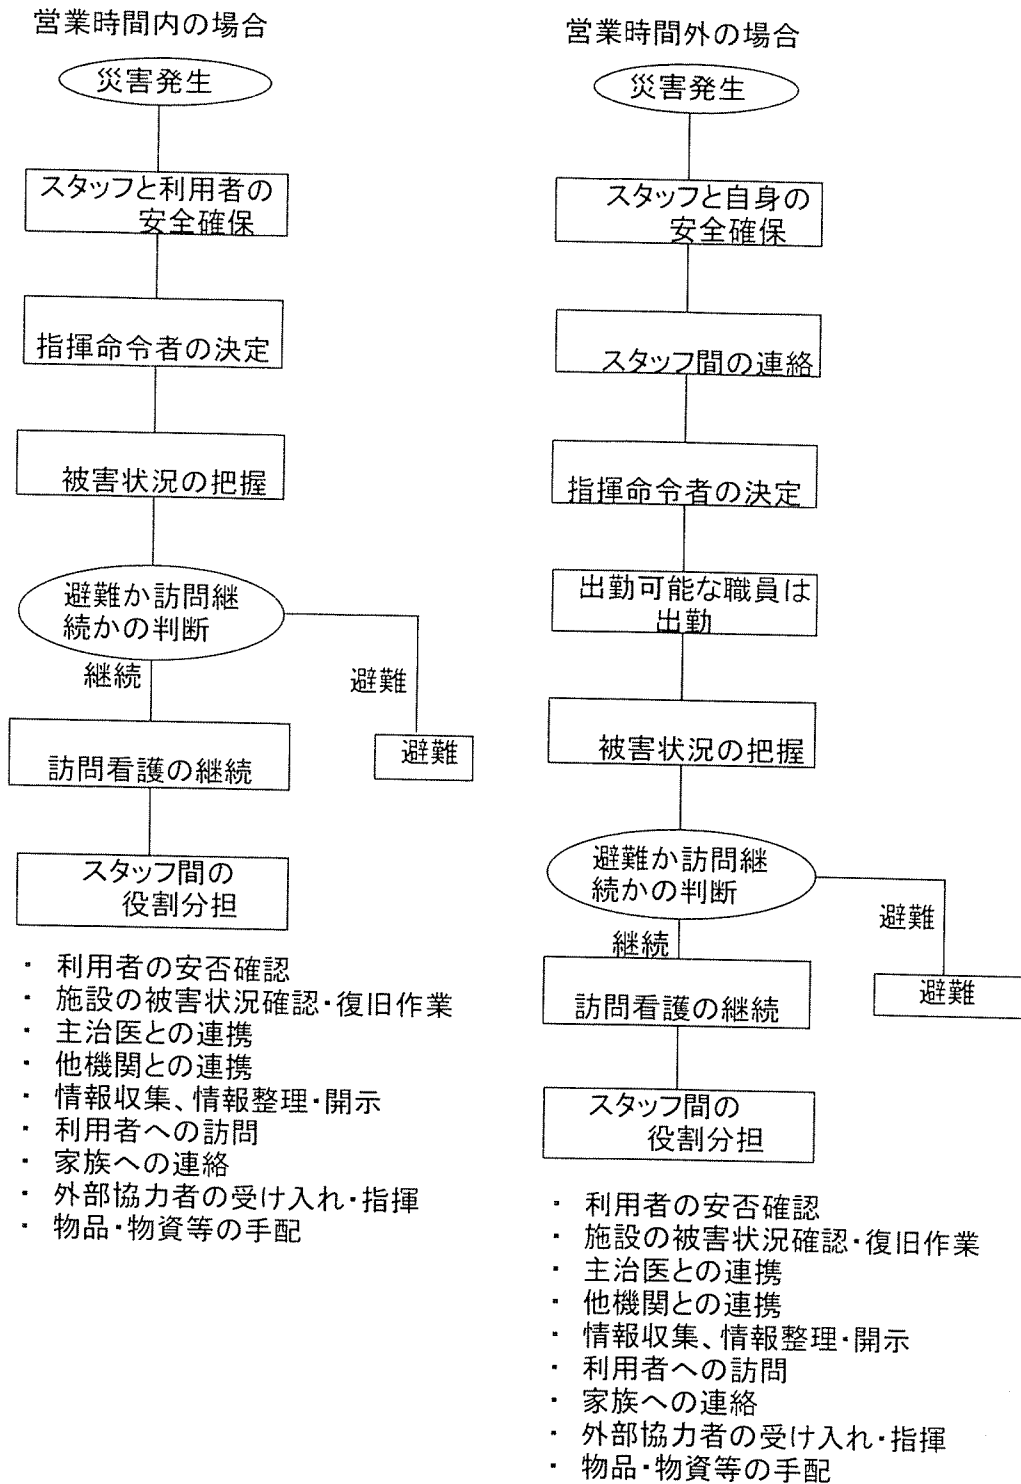 営業時間内の場合
災害発生
スタッフと利用者の
安全確保
指揮命令者の決定
被害状況の把握
避難か訪問継
続かの判断
継続
避難
避難
訪問看護の継続
スタッフ間の
役割分担
・ 利用者の安否確認
・ 施設の被害状況確認・復旧作業
・ 主治医との連携
・ 他機関との連携
・ 情報収集、情報整理・開示
・ 利用者への訪問
・ 家族への連絡
・ 外部協力者の受け入れ・指揮
・ 物品・物資等の手配
営業時間外の場合
災害発生
スタッフと自身の
安全確保
スタッフ間の連絡
指揮命令者の決定
出勤可能な職員は
出勤
被害状況の把握
避難か訪問継
続かの判断
継続
避難
避難
訪問看護の継続
スタッフ間の
役割分担
・ 利用者の安否確認
・ 施設の被害状況確認・復旧作業
・ 主治医との連携
・ 他機関との連携
・ 情報収集、情報整理・開示
・ 利用者への訪問
・ 家族への連絡
・ 外部協力者の受け入れ・指揮
・ 物品・物資等の手配